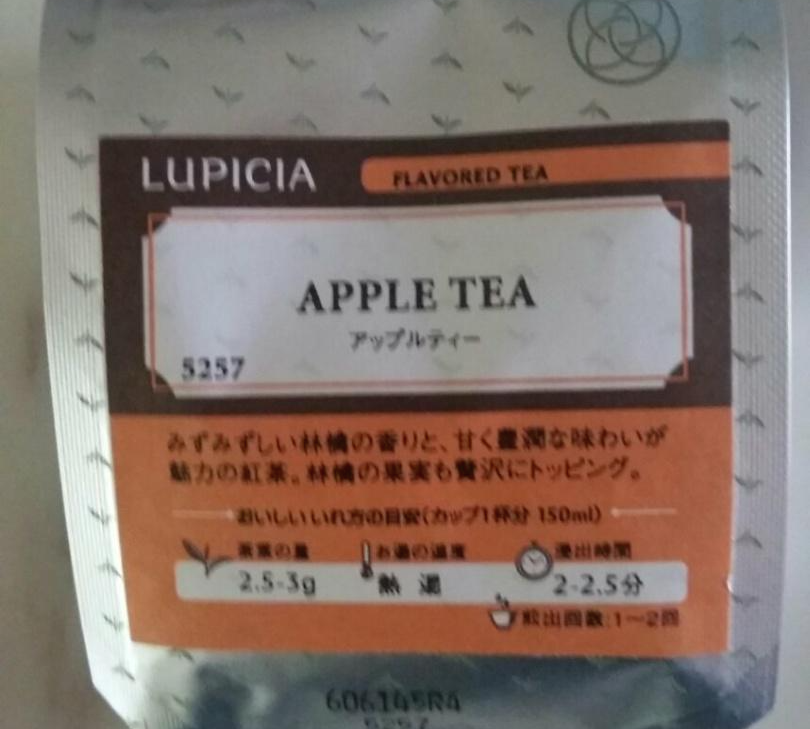 LUPICIA
FLAVORED TEA
APPLE TEA
アップルティー
5257
みずみずしい林檎の香りと、甘く豊潤な味わいが
魅力の紅茶。林檎の果実も贅沢にトッピング。
おいしいいれ方の目安(カップ1杯分 150ml)
茶葉の量 お湯の温度 浸出時間
2.5-3g 熱湯 2-2.5分
煎出回数:1〜2回
606145R4
5257